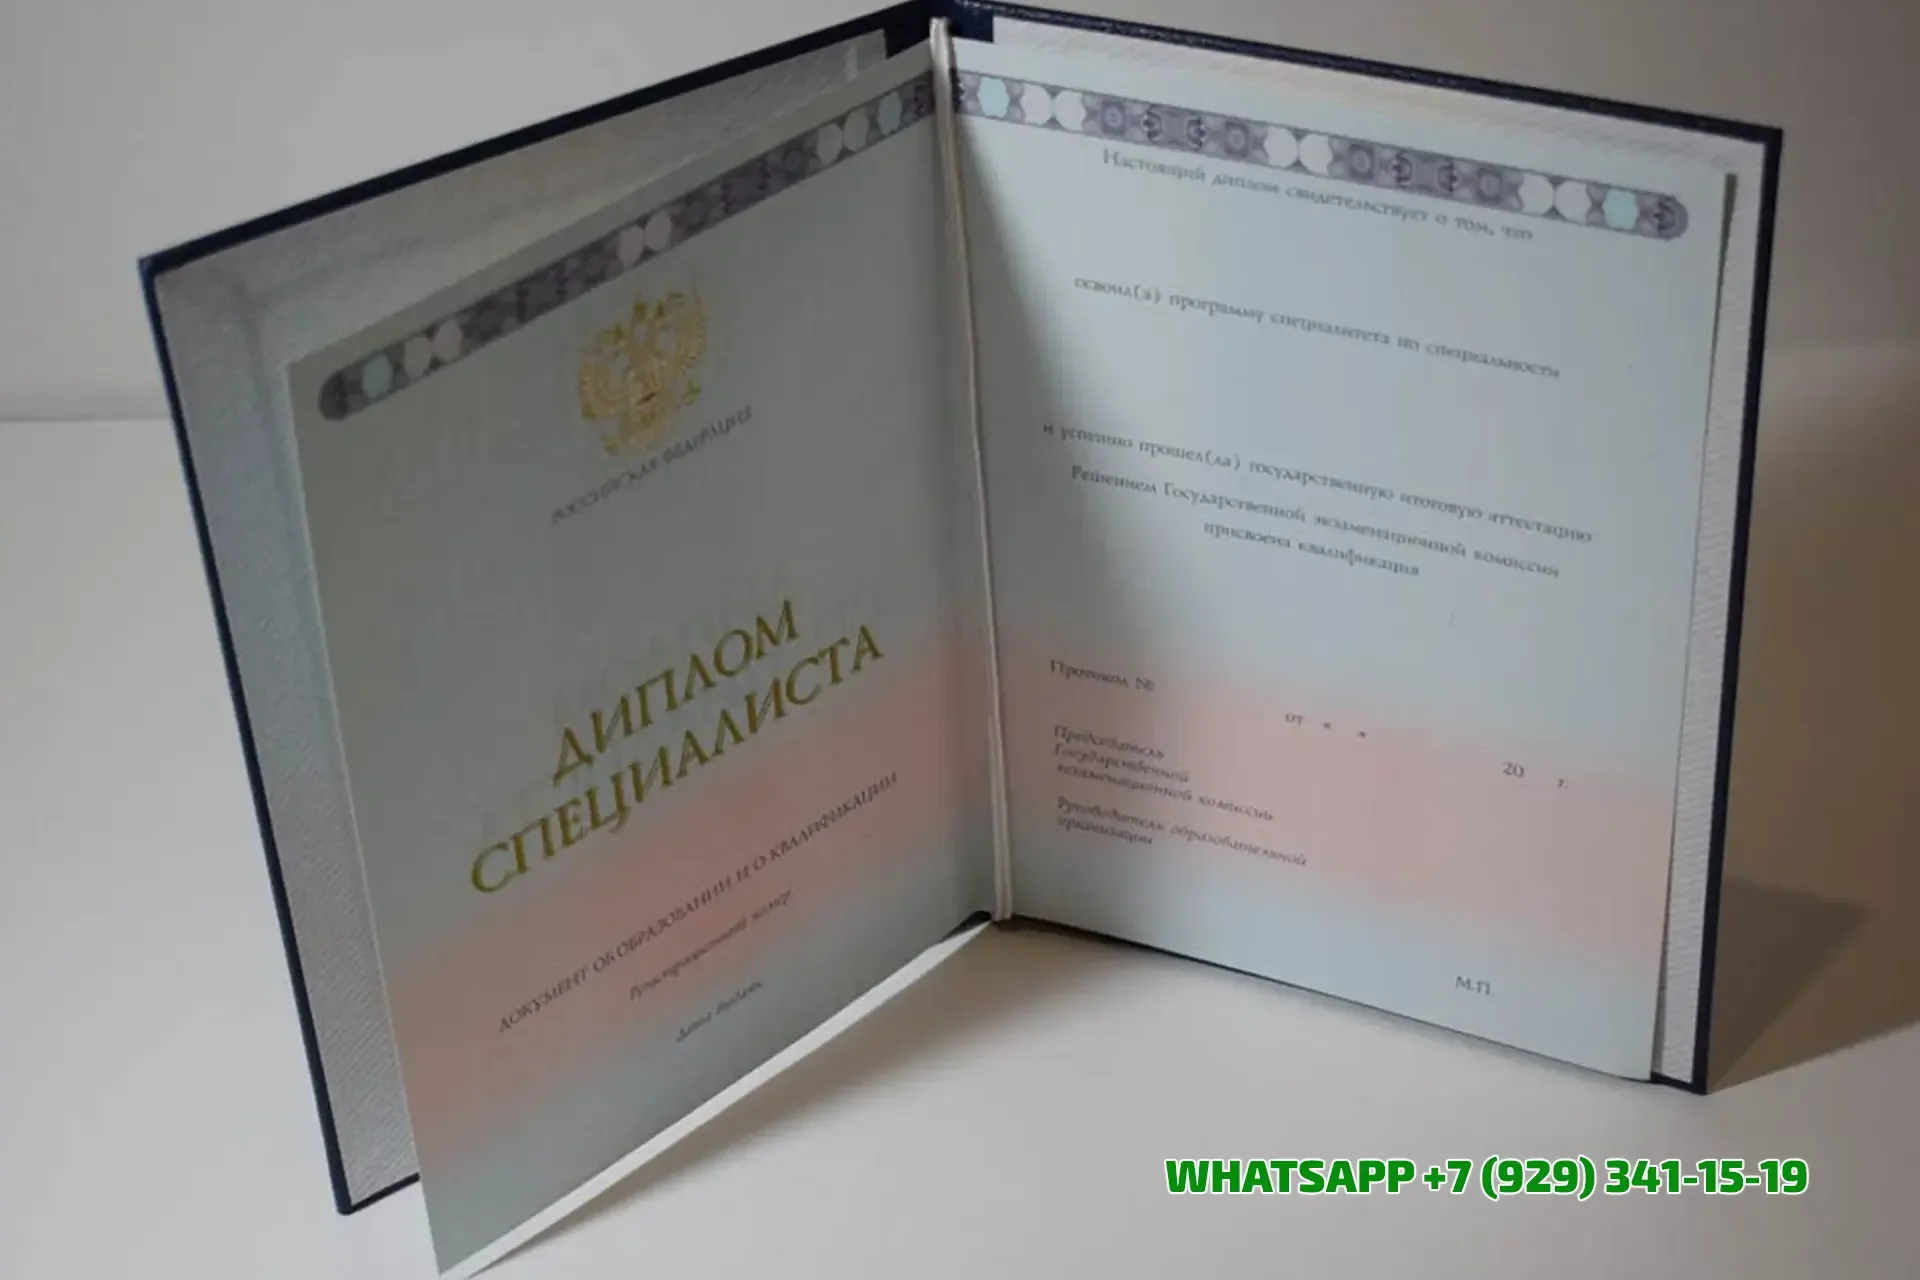 РОССИЙСКАЯ ФЕДЕРАЦИЯ
ДИПЛОМ
СПЕЦИАЛИСТА
ДОКУМЕНТ ОБ ОБРАЗОВАНИИ И О КВАЛИФИКАЦИИ
Регистрационный номер
Дата выдачи
Настоящий диплом свидетельствует о том, что
освоил(а) программу специалитета по специальности
и успешно прошел(ла) государственную итоговую аттестацию
Решением Государственной экзаменационной комиссии
присвоена квалификация
Протокол №
от « »
20 г.
Председатель
Государственной
экзаменационной комиссии
Руководитель образовательной
организации
М.П.
WHATSAPP +7 (929) 341-15-19